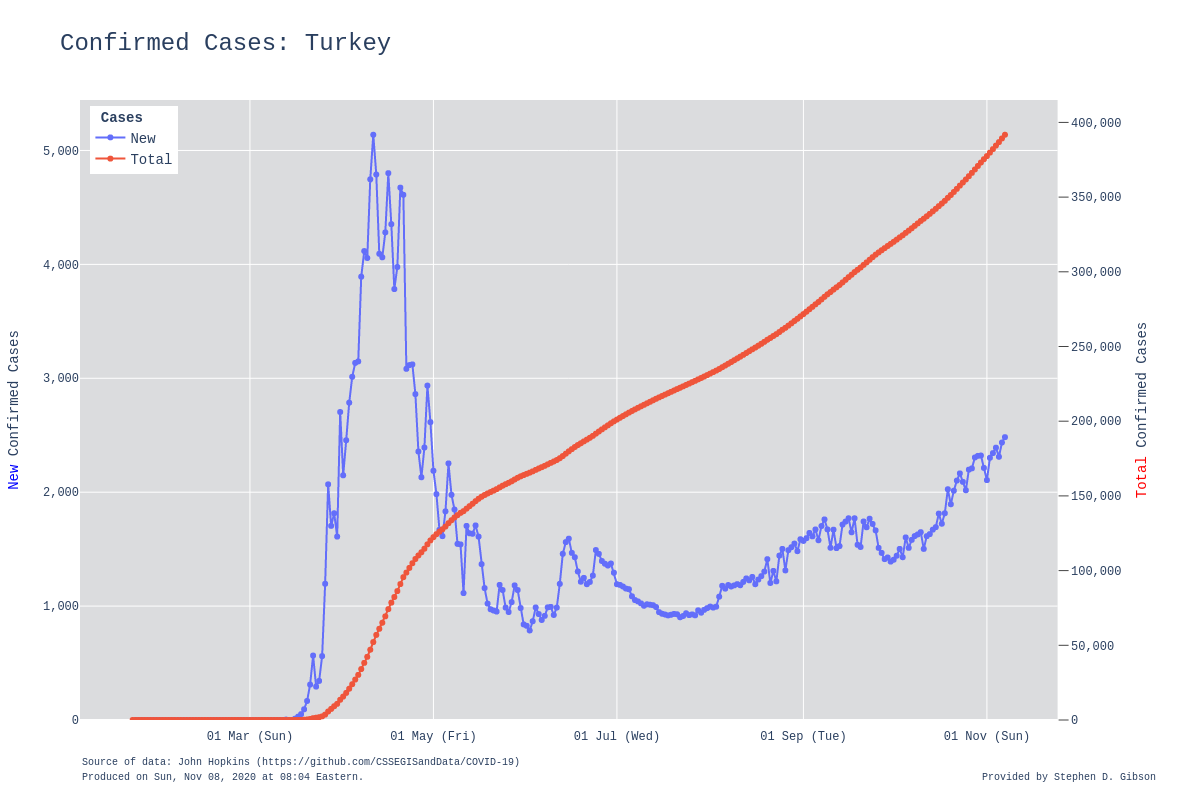 Confirmed Cases: Turkey
Cases
New
Total
5,000
4,000
3,000
2,000
1,000
0
New Confirmed Cases
400,000
350,000
300,000
250,000
200,000
150,000
100,000
50,000
0
Total Confirmed Cases
01 Mar (Sun)
01 May (Fri)
01 Jul (Wed)
01 Sep (Tue)
01 Nov (Sun)
Source of data: John Hopkins (https://github.com/CSSEGISandData/COVID-19)
Produced on Sun, Nov 08, 2020 at 08:04 Eastern.
Provided by Stephen D. Gibson